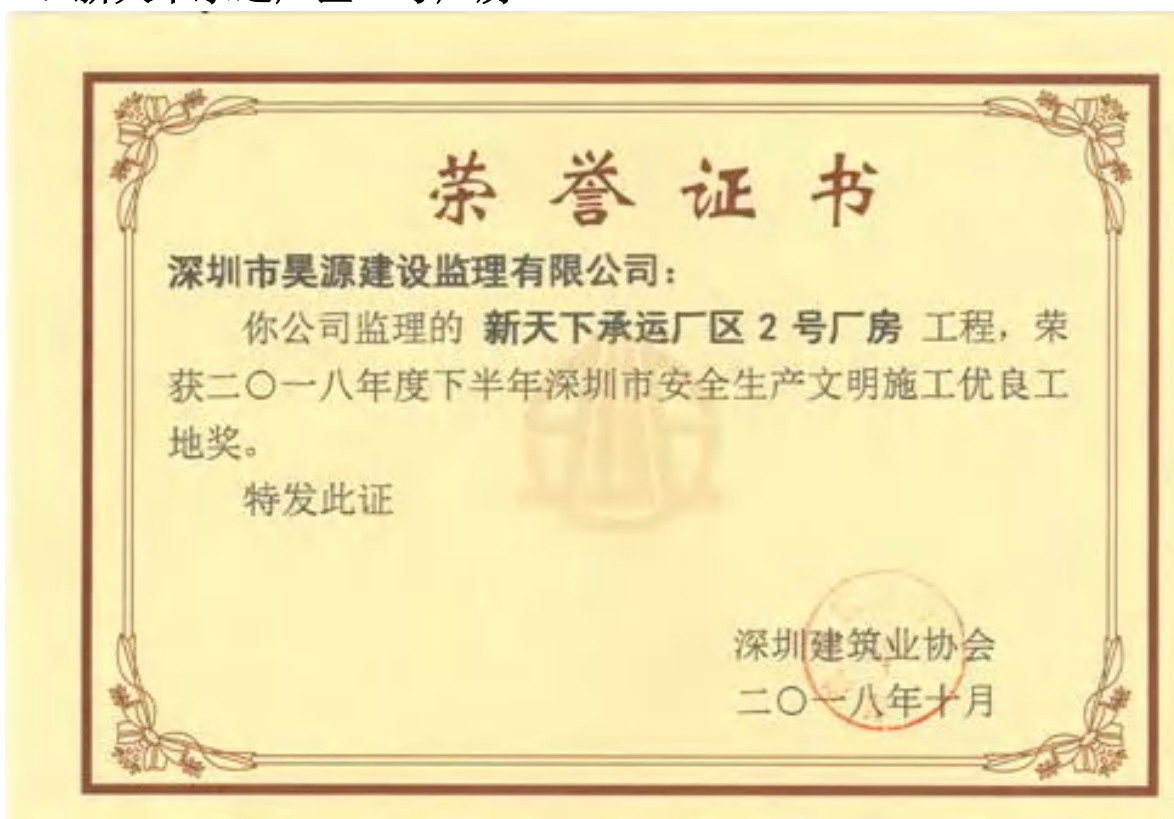 荣誉证书
深圳市昊源建设监理有限公司：
你公司监理的 新天下承运厂区 2 号厂房 工程，荣
获二〇一八年度下半年深圳市安全生产文明施工优良工
地奖。
特发此证
深圳建筑业协会
二〇一八年十月